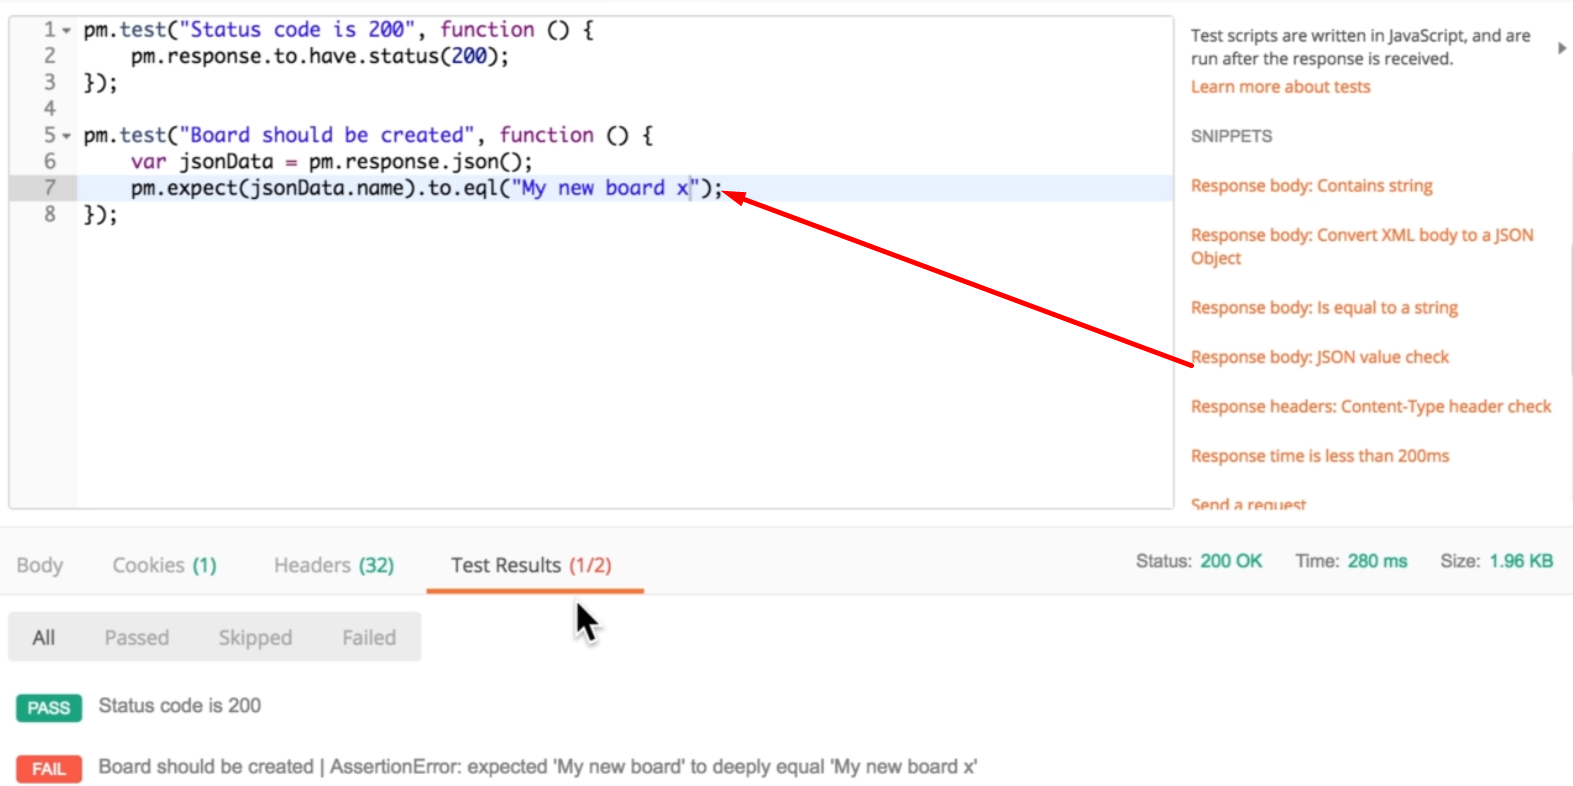 1 pm.test("Status code is 200", function () {
2 pm.response.to.have.status(200);
3 });
4
5 pm.test("Board should be created", function () {
6 var jsonData = pm.response.json();
7 pm.expect(jsonData.name).to.eql("My new board x");
8 });
Test scripts are written in JavaScript, and are
run after the response is received.
Learn more about tests
SNIPPETS
Response body: Contains string
Response body: Convert XML body to a JSON
Object
Response body: Is equal to a string
Response body: JSON value check
Response headers: Content-Type header check
Response time is less than 200ms
Send a request
Body Cookies (1) Headers (32) Test Results (1/2) Status: 200 OK Time: 280 ms Size: 1.96 KB
All Passed Skipped Failed
PASS Status code is 200
FAIL Board should be created | AssertionError: expected 'My new board' to deeply equal 'My new board x'